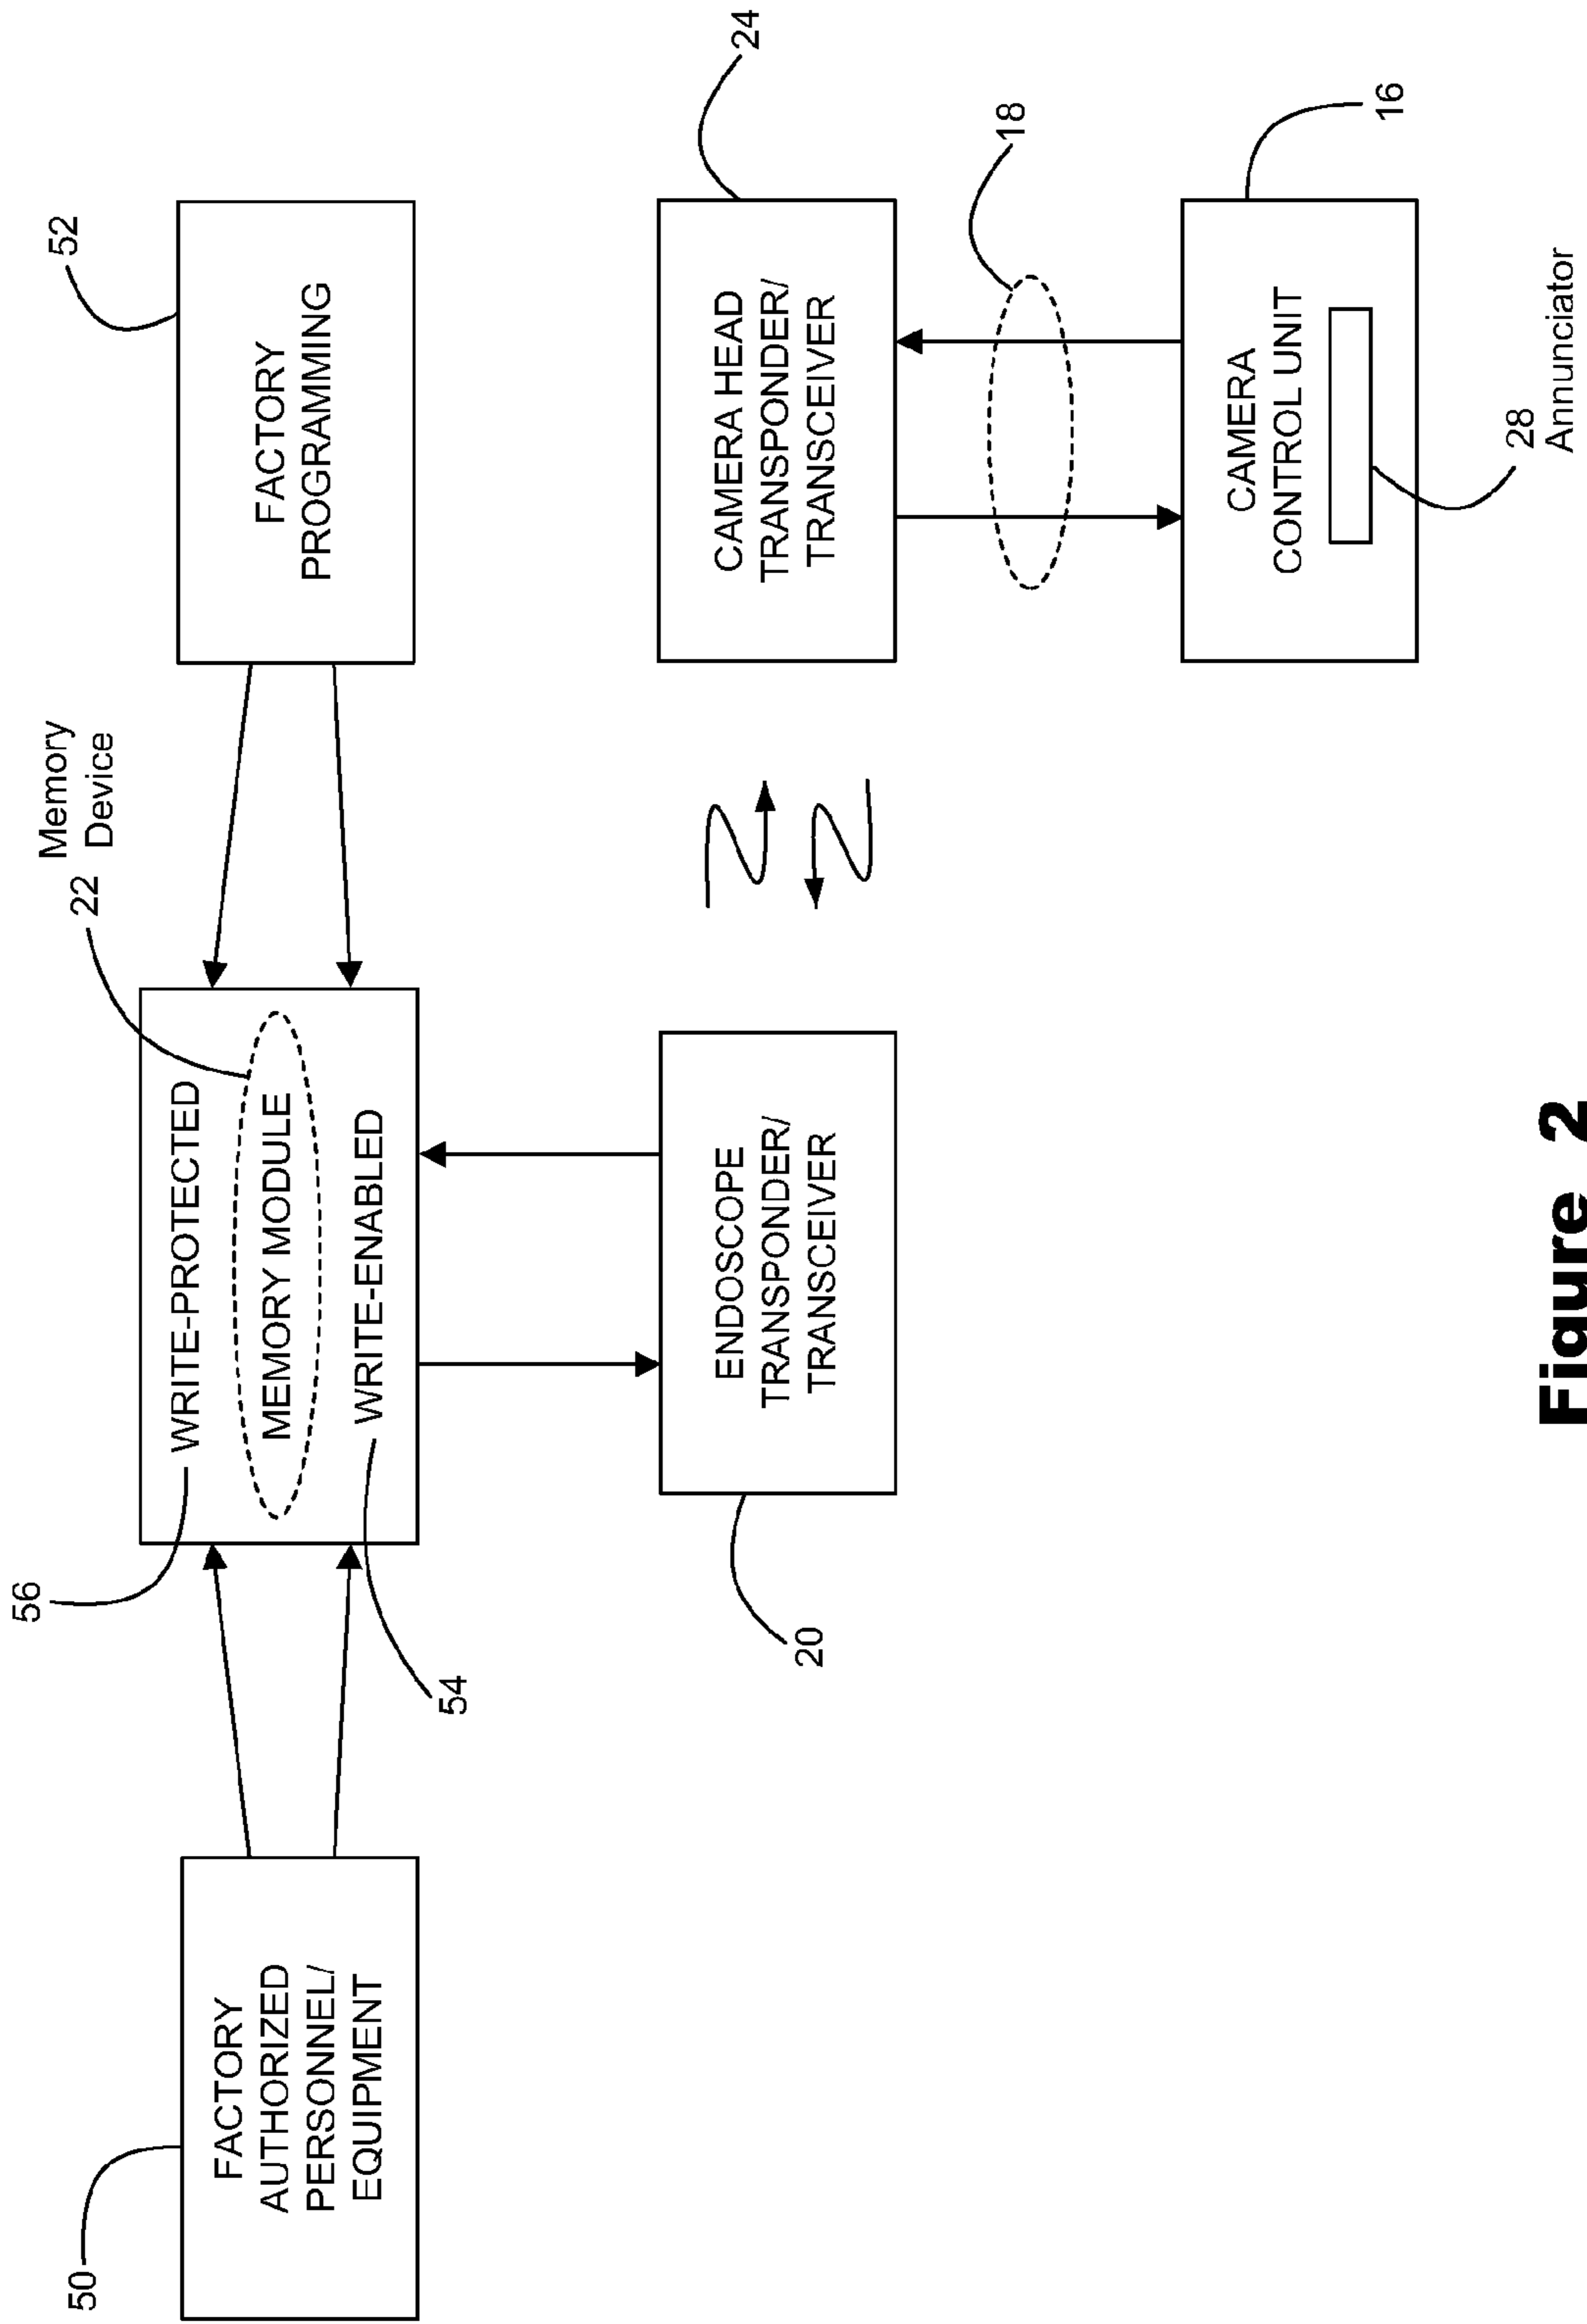 52
FACTORY
PROGRAMMING
Memory
Device
22
WRITE-PROTECTED
MEMORY MODULE
WRITE-ENABLED
56
54
50
FACTORY
AUTHORIZED
PERSONNEL/
EQUIPMENT
24
CAMERA HEAD
TRANSPONDER/
TRANSCEIVER
18
ENDOSCOPE
TRANSPONDER/
TRANSCEIVER
20
16
CAMERA
CONTROL UNIT
28
Annunciator
Figure 2